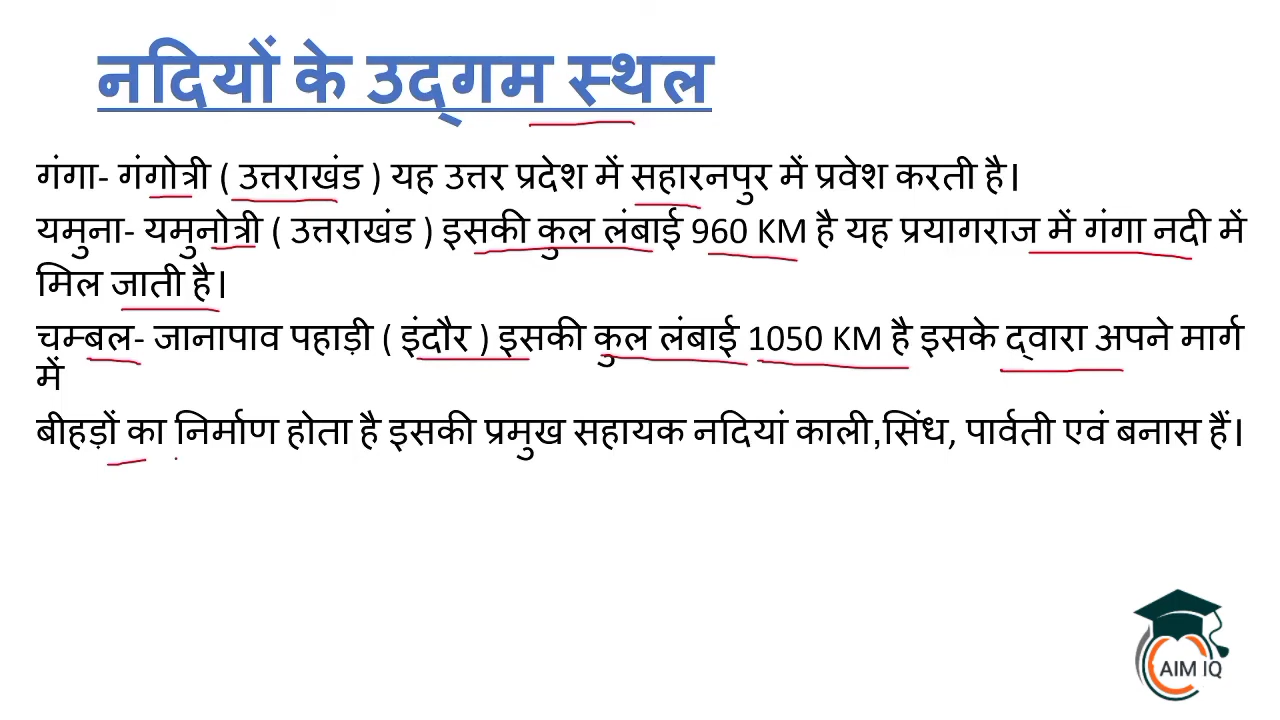 नदियों के उद्गम स्थल
गंगा- गंगोत्री ( उत्तराखंड ) यह उत्तर प्रदेश में सहारनपुर में प्रवेश करती है।
यमुना- यमुनोत्री ( उत्तराखंड ) इसकी कुल लंबाई 960 KM है यह प्रयागराज में गंगा नदी में
मिल जाती है।
चम्बल- जानापाव पहाड़ी ( इंदौर ) इसकी कुल लंबाई 1050 KM है इसके द्वारा अपने मार्ग
में
बीहड़ों का निर्माण होता है इसकी प्रमुख सहायक नदियां काली,सिंध, पार्वती एवं बनास हैं।
AIM IQ